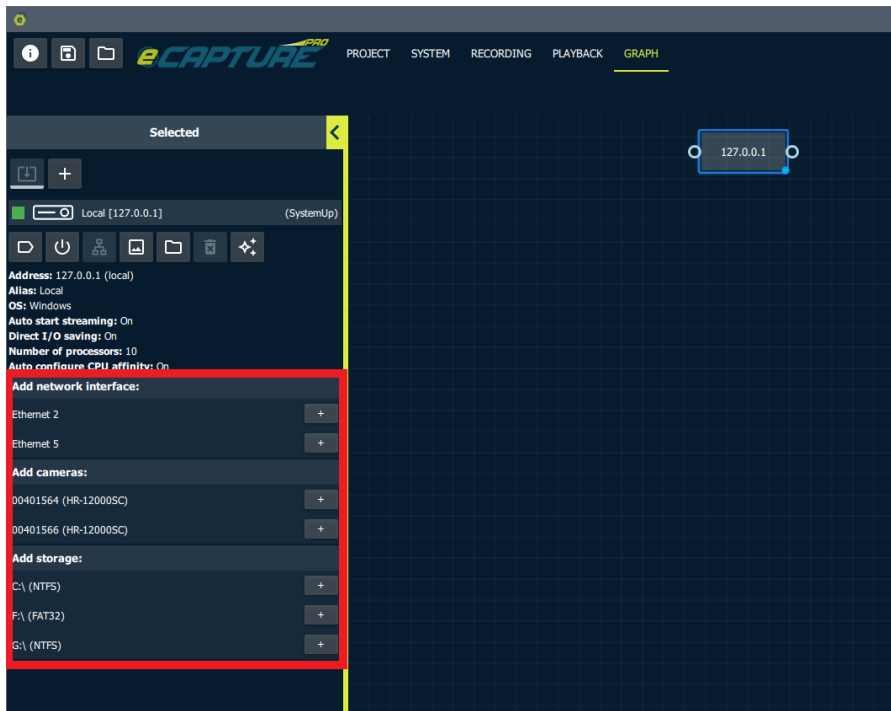 eCAPTURE PRO
PROJECT SYSTEM RECORDING PLAYBACK GRAPH
Selected
127.0.0.1
Local [127.0.0.1] (SystemUp)
Address: 127.0.0.1 (local)
Alias: Local
OS: Windows
Auto start streaming: On
Direct I/O saving: On
Number of processors: 10
Auto configure CPU affinity: On
Add network interface:
Ethernet 2 +
Ethernet 5 +
Add cameras:
00401564 (HR-12000SC) +
00401566 (HR-12000SC) +
Add storage:
C:\ (NTFS) +
F:\ (FAT32) +
G:\ (NTFS) +